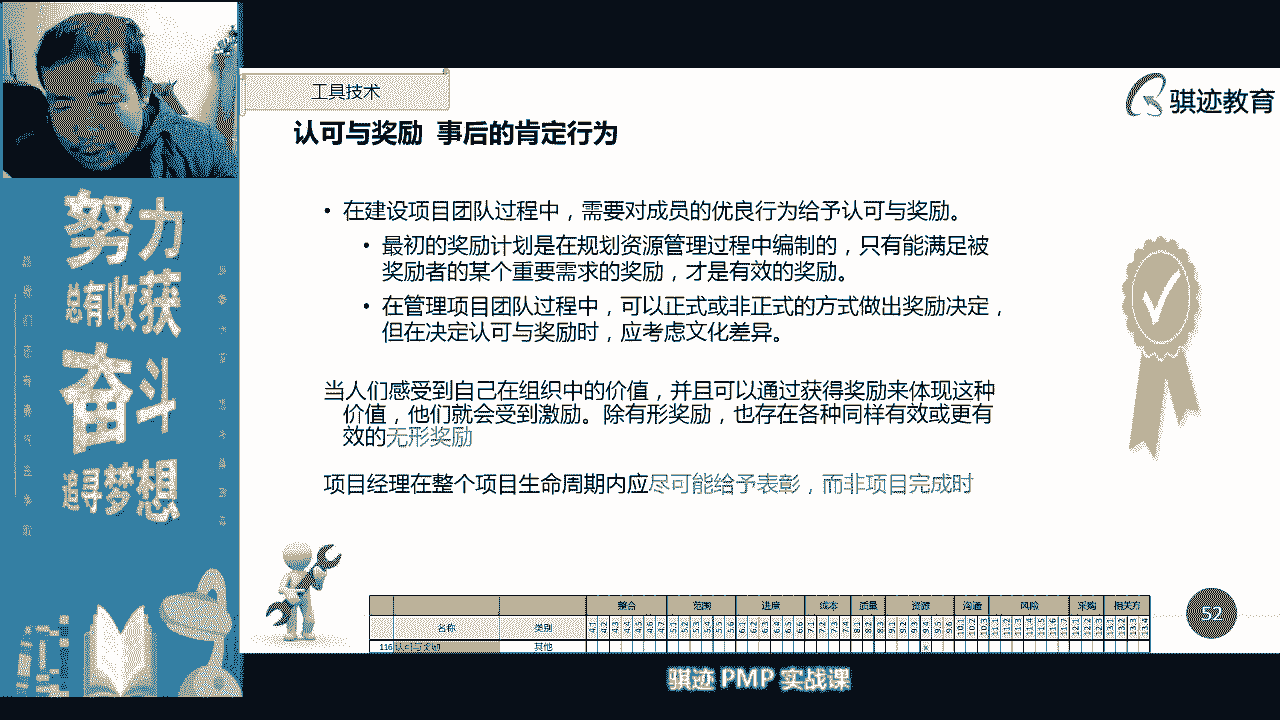 工具技术
骐迹教育
认可与奖励 事后的肯定行为
• 在建设项目团队过程中，需要对成员的优良行为给予认可与奖励。
• 最初的奖励计划是在规划资源管理过程中编制的，只有能满足被
奖励者的某个重要需求的奖励，才是有效的奖励。
• 在管理项目团队过程中，可以正式或非正式的方式做出奖励决定，
但在决定认可与奖励时，应考虑文化差异。
当人们感受到自己在组织中的价值，并且可以通过获得奖励来体现这种
价值，他们就会受到激励。除有形奖励，也存在各种同样有效或更有
效的无形奖励
项目经理在整个项目生命周期内应尽可能给予表彰，而非项目完成时
努力
总有收获
奋斗
追寻梦想
整合 范围 进度 成本 质量 资源 沟通 风险 采购 相关方
名称 类别
116 认可与奖励 其他 x
52
骐迹 PMP 实战课